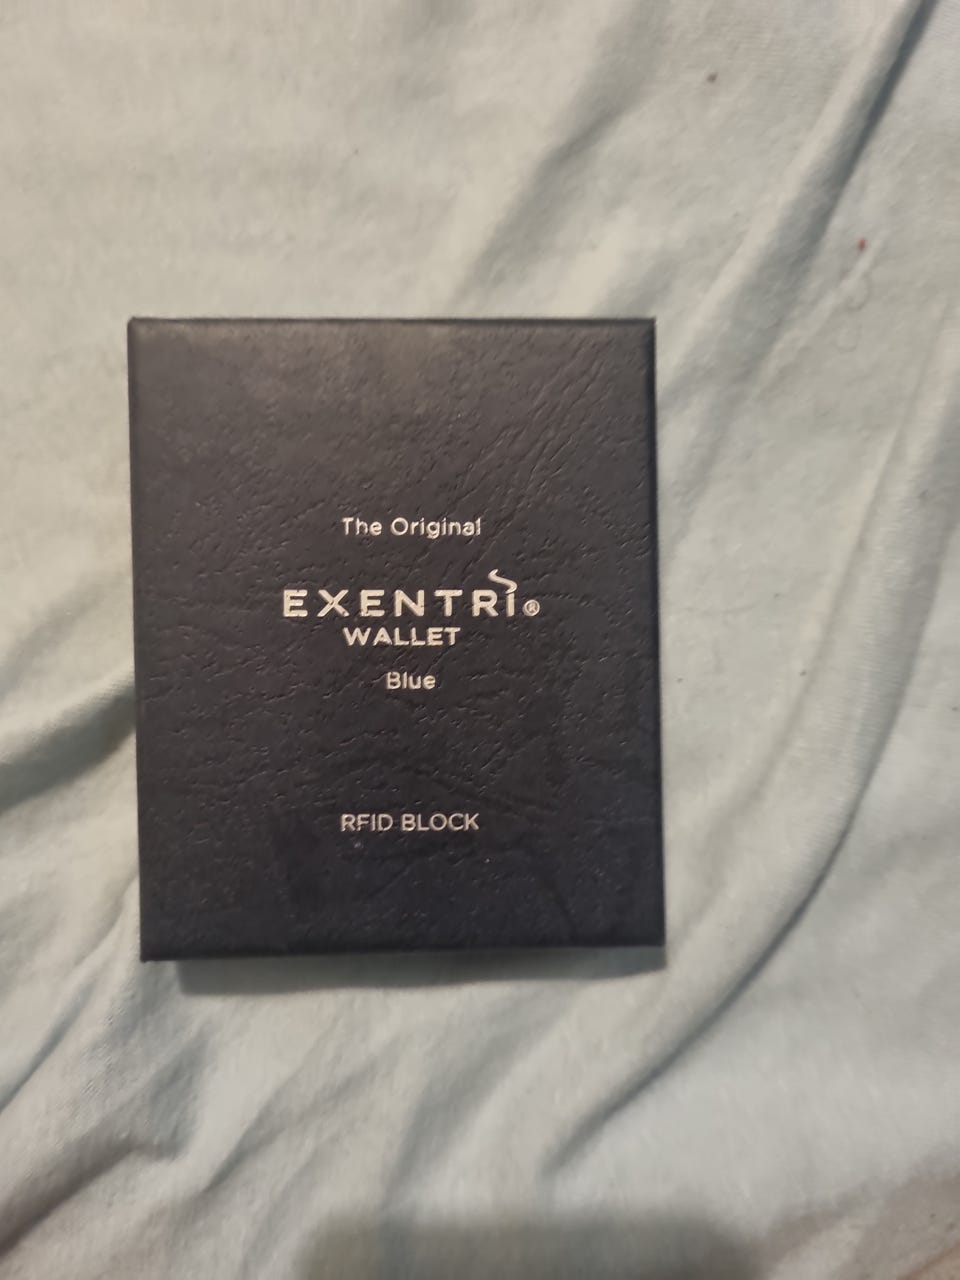 The Original
EXENTRI®
WALLET
Blue
RFID BLOCK